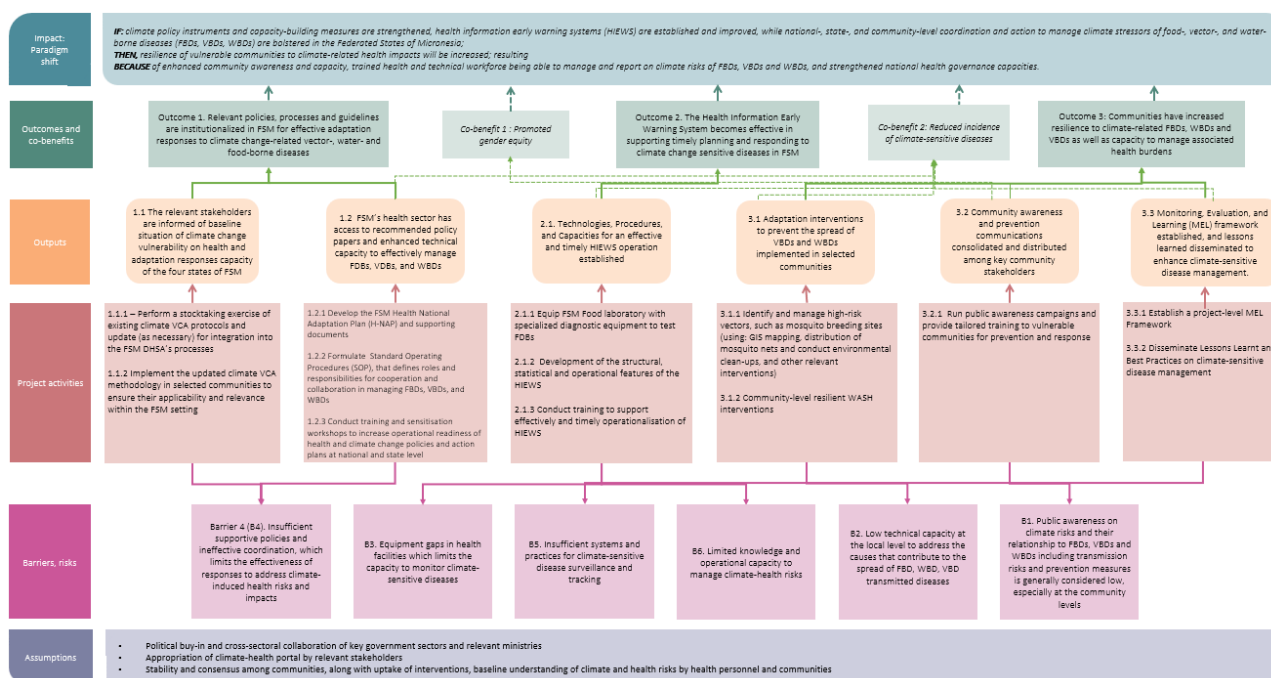 Impact:
Paradigm
shift
IF: climate policy instruments and capacity-building measures are strengthened, health information early warning systems (HIEWS) are established and improved, while national-, state-, and community-level coordination and action to manage climate stressors of food-, vector-, and water-
borne diseases (FBDs, VBDs, WBDs) are bolstered in the Federated States of Micronesia;
THEN, resilience of vulnerable communities to climate-related health impacts will be increased; resulting
BECAUSE of enhanced community awareness and capacity, trained health and technical workforce being able to manage and report on climate risks of FBDs, VBDs and WBDs, and strengthened national health governance capacities.
Outcomes and
co-benefits
Outcome 1. Relevant policies, processes and guidelines
are institutionalized in FSM for effective adaptation
responses to climate change-related vector-, water- and
food-borne diseases
Co-benefit 1 : Promoted
gender equity
Outcome 2. The Health Information Early
Warning System becomes effective in
supporting timely planning and responding to
climate change sensitive diseases in FSM
Co-benefit 2: Reduced incidence
of climate-sensitive diseases
Outcome 3: Communities have increased
resilience to climate-related FBDs, WBDs and
VBDs as well as capacity to manage associated
health burdens
Outputs
1.1 The relevant stakeholders
are informed of baseline
situation of climate change
vulnerability on health and
adaptation responses capacity
of the four states of FSM
1.2 FSM's health sector has
access to recommended policy
papers and enhanced technical
capacity to effectively manage
FDBs, VDBs, and WBDs
2.1. Technologies, Procedures,
and Capacities for an effective
and timely HIEWS operation
established
3.1 Adaptation interventions
to prevent the spread of
VBDs and WBDs
implemented in selected
communities
3.2 Community awareness
and prevention
communications
consolidated and distributed
among key community
stakeholders
3.3 Monitoring, Evaluation, and
Learning (MEL) framework
established, and lessons
learned disseminated to
enhance climate-sensitive
disease management.
Project activities
1.1.1 – Perform a stocktaking exercise of
existing climate VCA protocols and
update (as necessary) for integration into
the FSM DHSA's processes
1.1.2 Implement the updated climate VCA
methodology in selected communities to
ensure their applicability and relevance
within the FSM setting
1.2.1 Develop the FSM Health National
Adaptation Plan (H-NAP) and supporting
documents
1.2.2 Formulate Standard Operating
Procedures (SOP), that defines roles and
responsibilities for cooperation and
collaboration in managing FBDs, VBDs, and
WBDs
1.2.3 Conduct training and sensitisation
workshops to increase operational readiness of
health and climate change policies and action
plans at national and state level
2.1.1 Equip FSM Food laboratory with
specialized diagnostic equipment to test
FDBs
2.1.2 Development of the structural,
statistical and operational features of the
HIEWS
2.1.3 Conduct training to support
effectively and timely operationalisation of
HIEWS
3.1.1 Identify and manage high-risk
vectors, such as mosquito breeding sites
(using: GIS mapping, distribution of
mosquito nets and conduct environmental
clean-ups, and other relevant
interventions)
3.1.2 Community-level resilient WASH
interventions
3.2.1 Run public awareness campaigns and
provide tailored training to vulnerable
communities for prevention and response
3.3.1 Establish a project-level MEL
Framework
3.3.2 Disseminate Lessons Learnt an
Best Practices on climate-sensitive
disease management
Barriers, risks
Barrier 4 (B4). Insufficient
supportive policies and
ineffective coordination, which
limits the effectiveness of
responses to address climate-
induced health risks and
impacts
B3. Equipment gaps in health
facilities which limits the
capacity to monitor climate-
sensitive diseases
B5. Insufficient systems and
practices for climate-sensitive
disease surveillance and
tracking
B6. Limited knowledge and
operational capacity to
manage climate-health risks
B2. Low technical capacity at
the local level to address the
causes that contribute to the
spread of FBD, WBD, VBD
transmitted diseases
B1. Public awareness on
climate risks and their
relationship to FBDs, VBDs and
WBDs including transmission
risks and prevention measures
is generally considered low,
especially at the community
levels
Assumptions
• Political buy-in and cross-sectoral collaboration of key government sectors and relevant ministries
• Appropriation of climate-health portal by relevant stakeholders
• Stability and consensus among communities, along with uptake of interventions, baseline understanding of climate and health risks by health personnel and communities